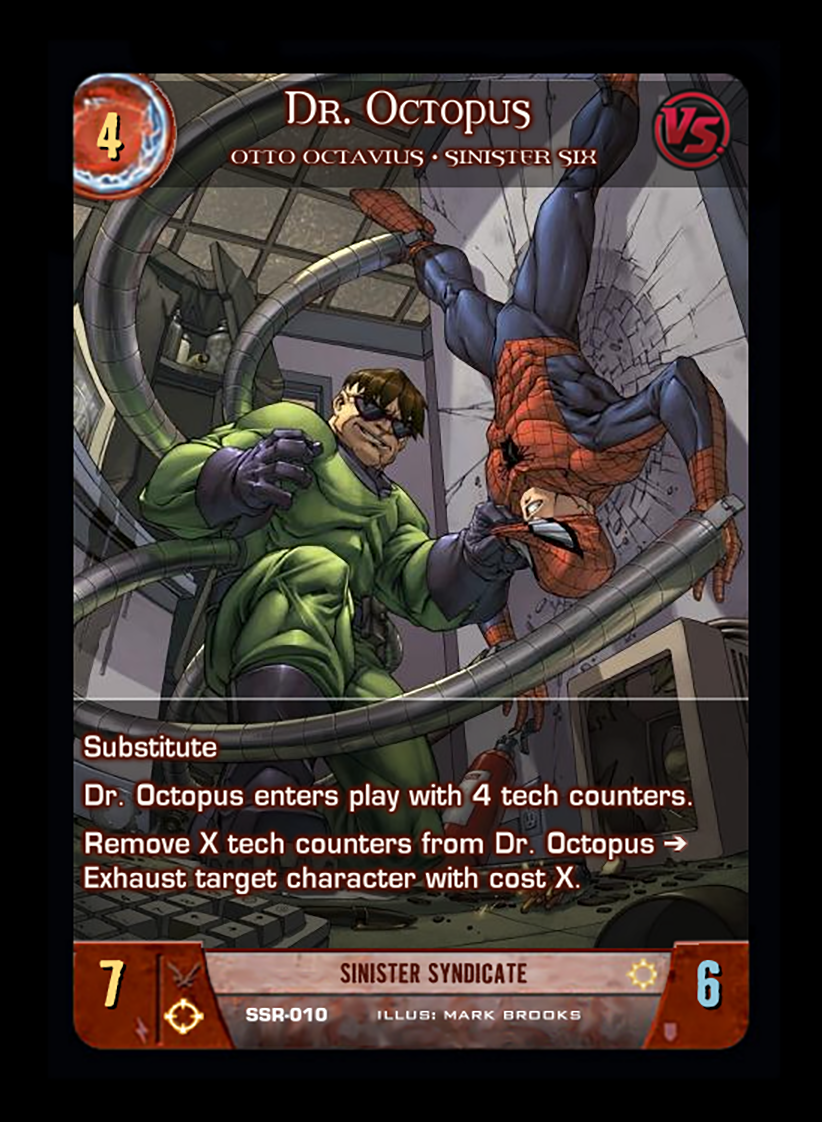 4
DR. OCTOPUS
VS.
OTTO OCTAVIUS • SINISTER SIX
Substitute
Dr. Octopus enters play with 4 tech counters.
Remove X tech counters from Dr. Octopus ➔
Exhaust target character with cost X.
7
SINISTER SYNDICATE
6
SSR-010
ILLUS: MARK BROOKS